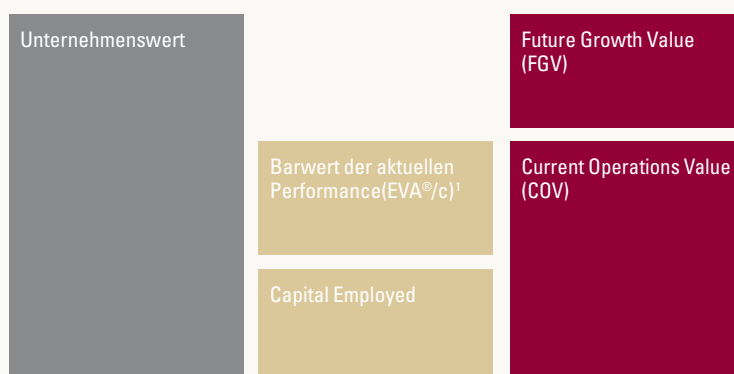 Unternehmenswert
Future Growth Value
(FGV)
Barwert der aktuellen
Performance(EVA®/c)¹
Current Operations Value
(COV)
Capital Employed